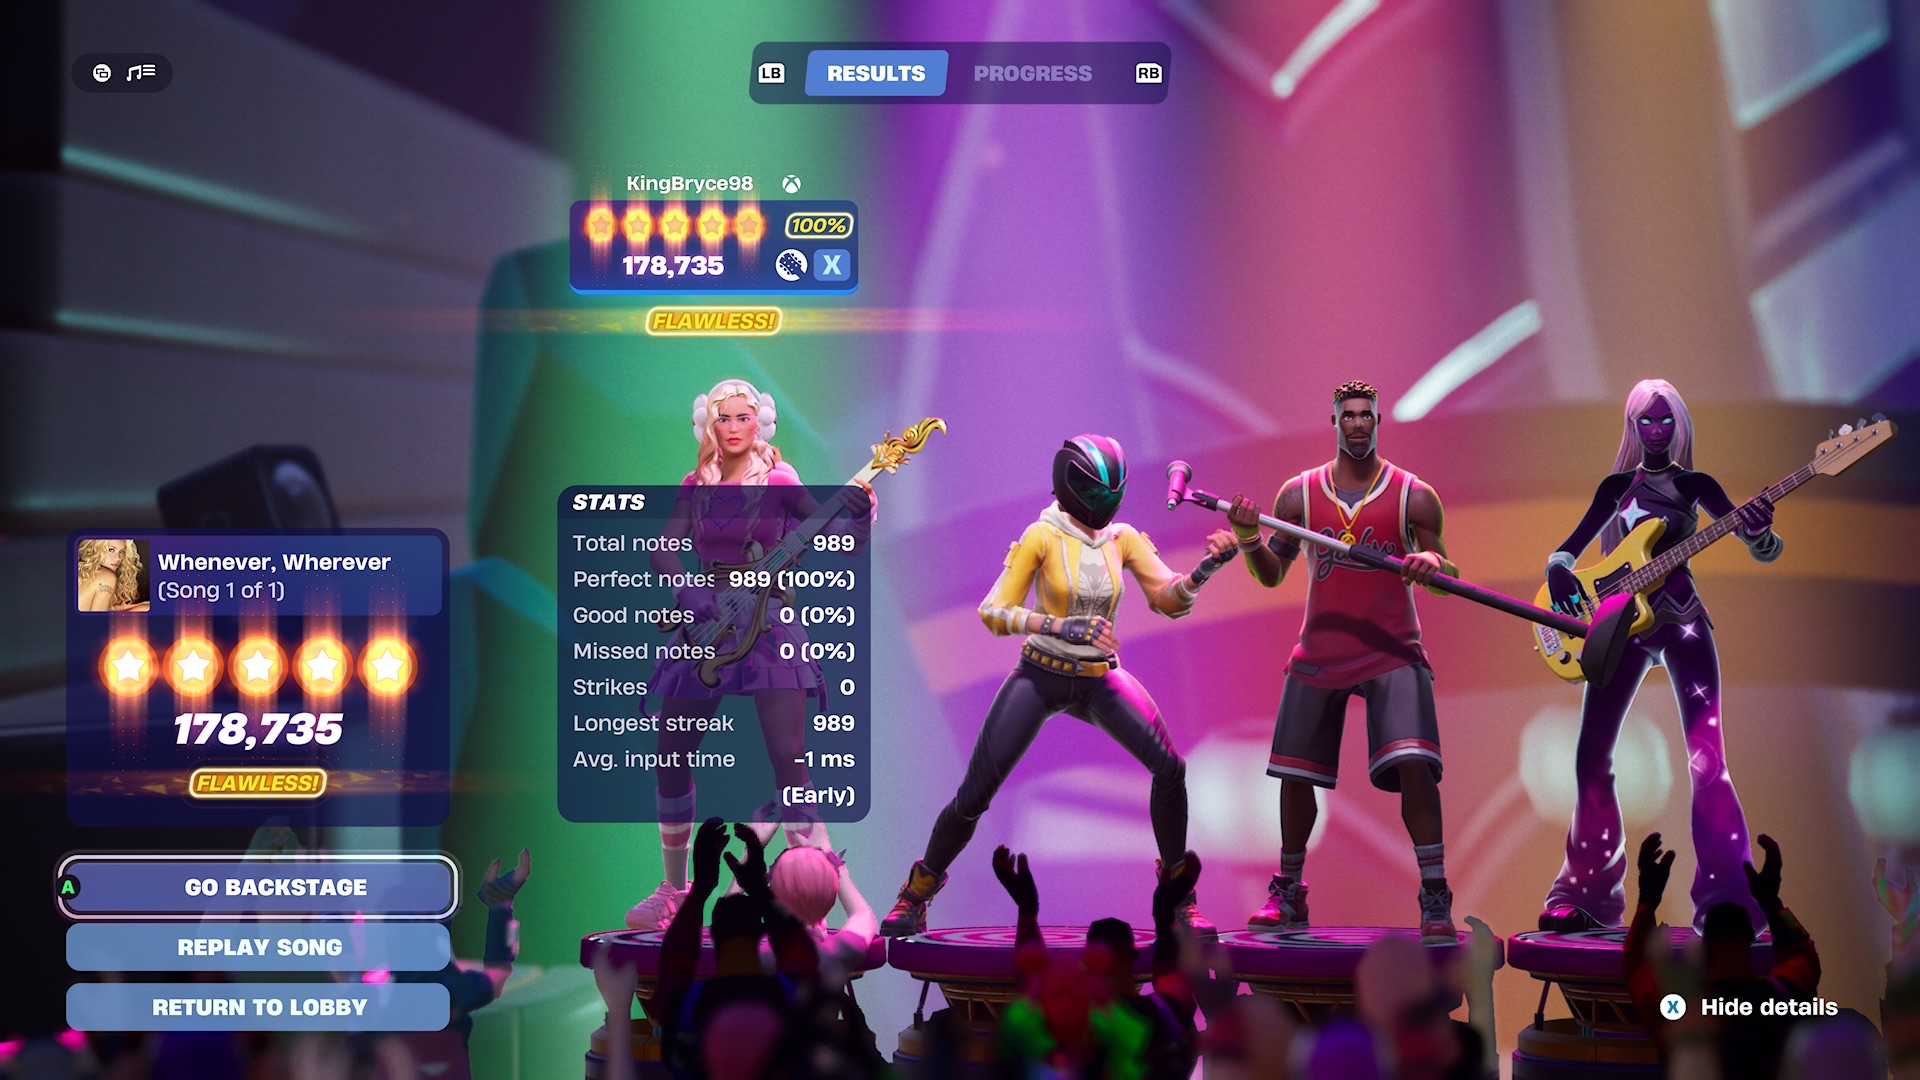 LB RESULTS PROGRESS RB
KingBryce98
100%
178,735
X
FLAWLESS!
STATS
Total notes 989
Perfect notes 989 (100%)
Good notes 0 (0%)
Missed notes 0 (0%)
Strikes 0
Longest streak 989
Avg. input time -1 ms
(Early)
Whenever, Wherever
(Song 1 of 1)
178,735
FLAWLESS!
A GO BACKSTAGE
REPLAY SONG
RETURN TO LOBBY
X Hide details